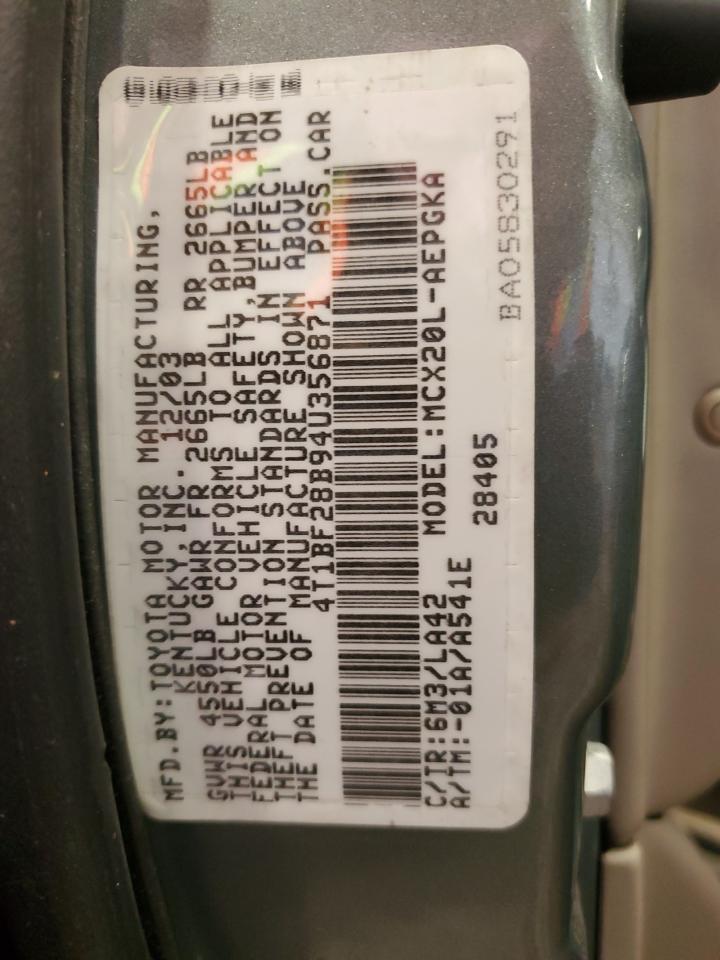 MFD.BY:TOYOTA MOTOR MANUFACTURING,
KENTUCKY,INC. 12/03
GVWR 4550LB GAWR FR 2665LB RR 2665LB
THIS VEHICLE CONFORMS TO ALL APPLICABLE
FEDERAL MOTOR VEHICLE SAFETY,BUMPER AND
THEFT PREVENTION STANDARDS IN EFFECT ON
THE DATE OF MANUFACTURE SHOWN ABOVE
4T1BF28B94U356871 PASS.CAR
C/TR:6M3/LA42 MODEL:MCX20L-AEPGKA
A/TM:-01A/A541E
28405
BA05830291